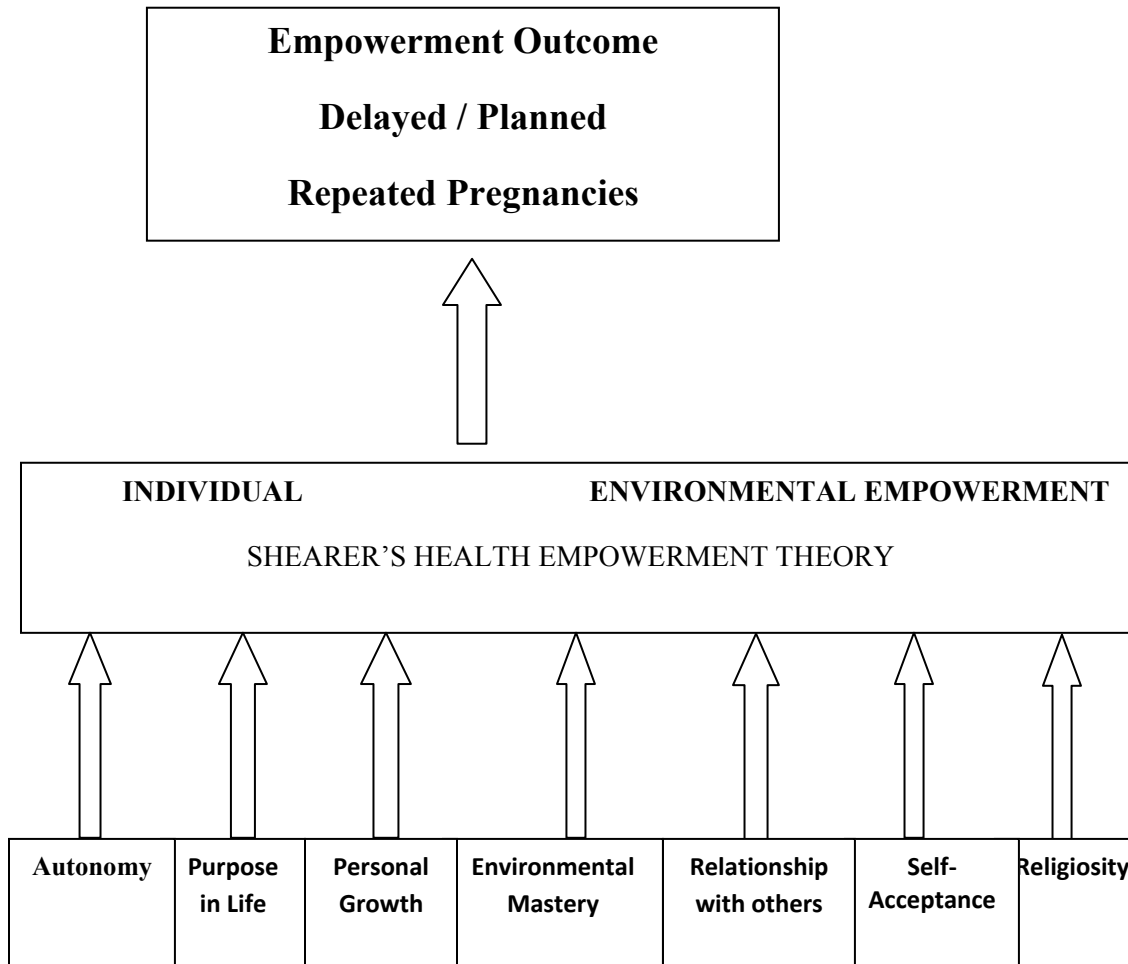 Empowerment Outcome
Delayed / Planned
Repeated Pregnancies
INDIVIDUAL ENVIRONMENTAL EMPOWERMENT
SHEARER’S HEALTH EMPOWERMENT THEORY
Autonomy
Purpose
in Life
Personal
Growth
Environmental
Mastery
Relationship
with others
Self-
Acceptance
Religiosity